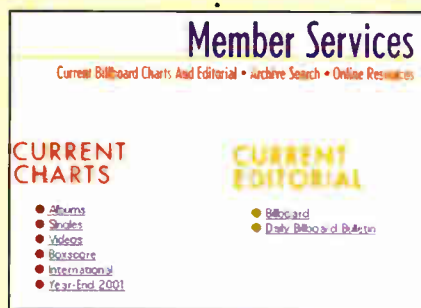 Member Services
Current Billboard Charts And Editorial • Archive Search • Online Resources
CURRENT
CHARTS
Albums
Singles
Videos
Boxscore
International
Year-End 2001
CURRENT
EDITORIAL
Billboard
Daily Billboard Bulletin